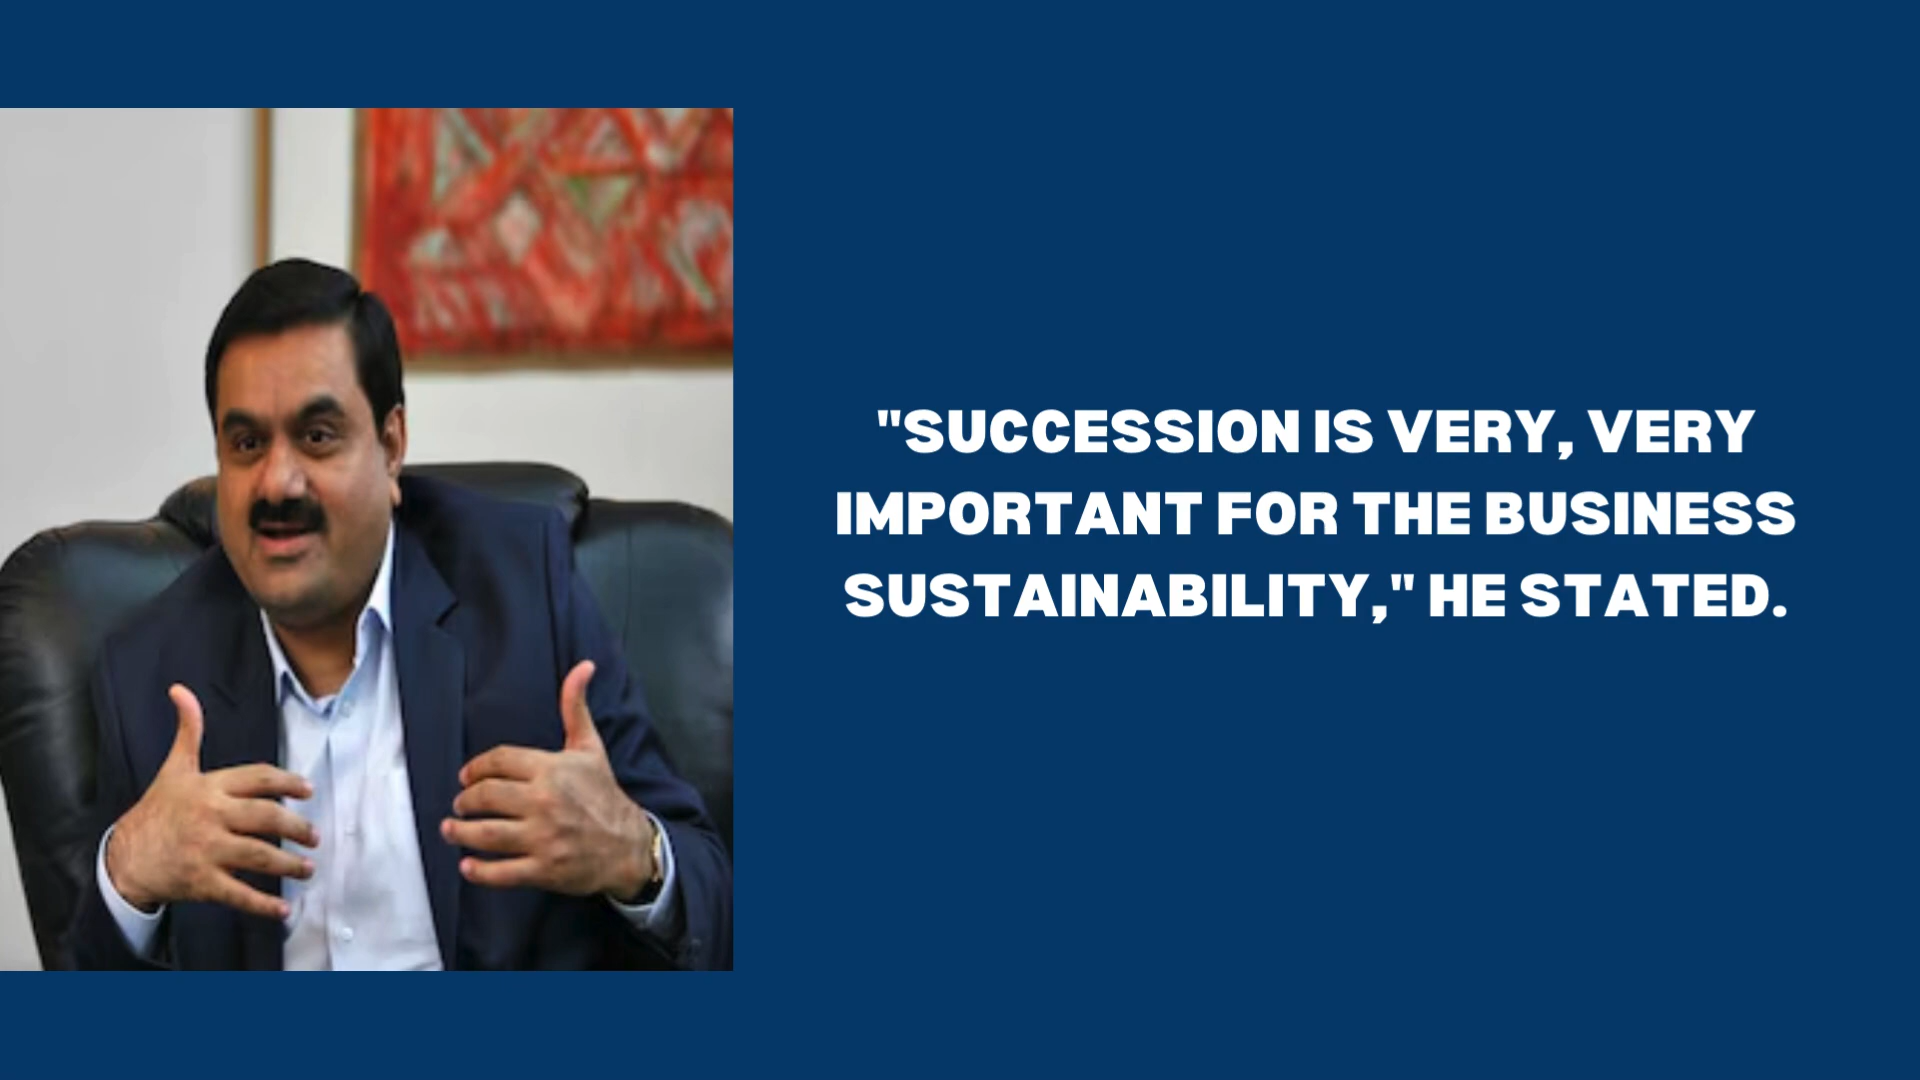 "SUCCESSION IS VERY, VERY
IMPORTANT FOR THE BUSINESS
SUSTAINABILITY," HE STATED.